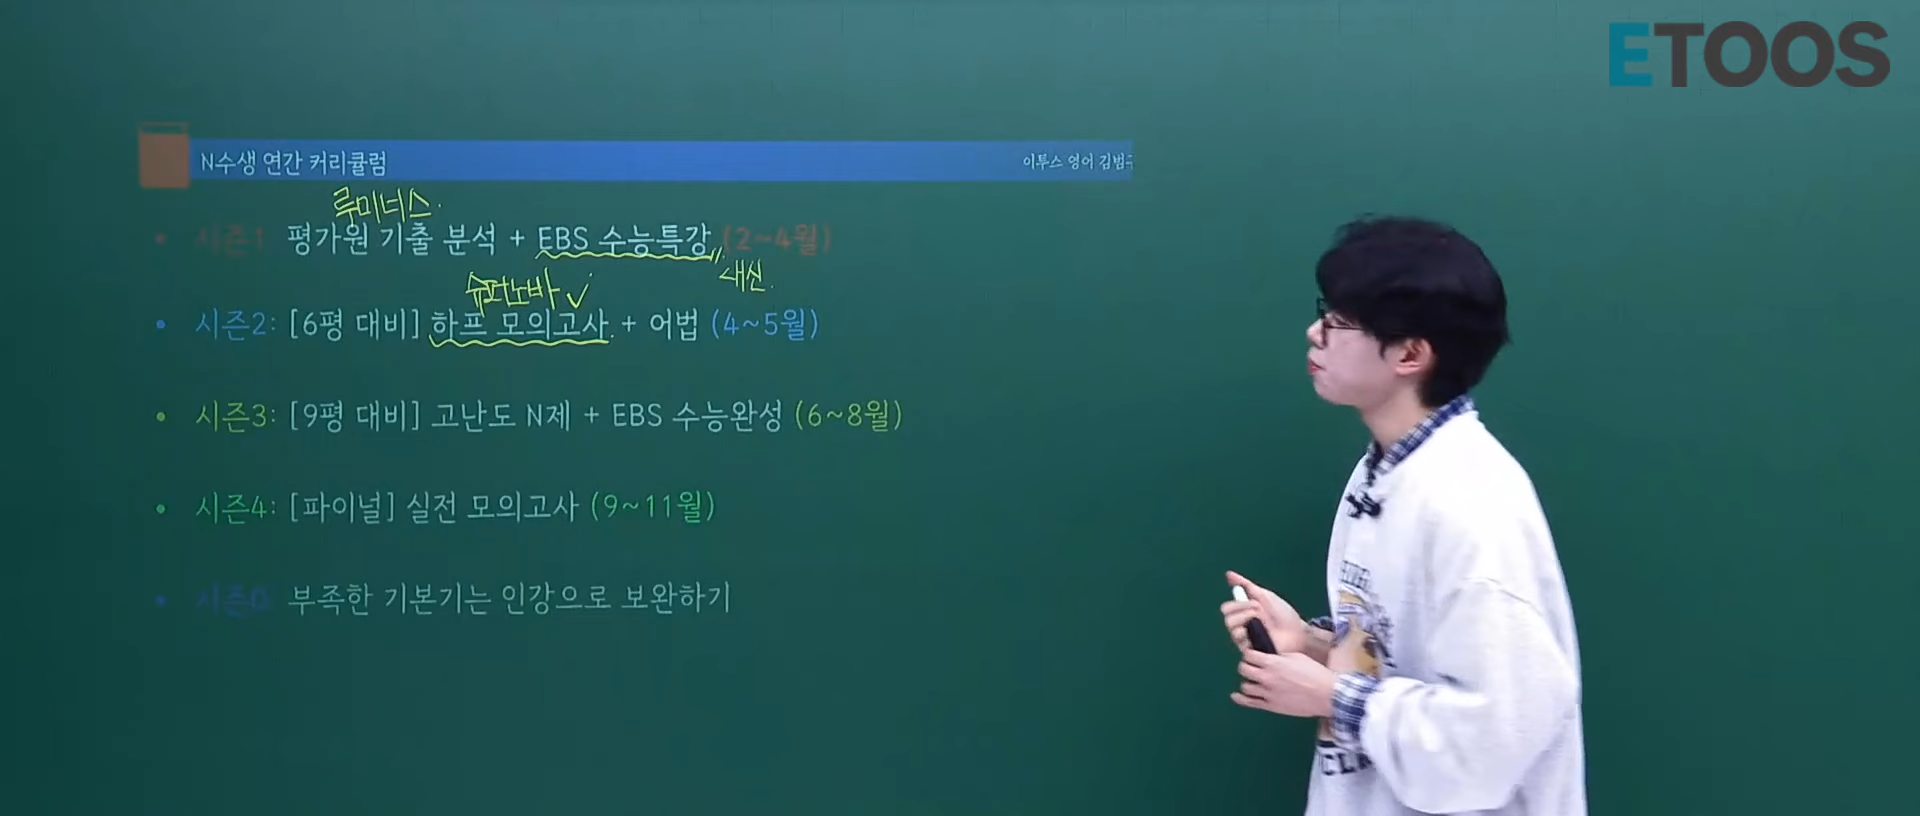 ETOOS
N수생 연간 커리큘럼
이투스 영어 김범구
루미너스
시즌1: 평가원 기출 분석 + EBS 수능특강 (2~4월)
내신
슈퍼노바 ✓
시즌2: [6평 대비] 하프 모의고사 + 어법 (4~5월)
시즌3: [9평 대비] 고난도 N제 + EBS 수능완성 (6~8월)
시즌4: [파이널] 실전 모의고사 (9~11월)
시즌0: 부족한 기본기는 인강으로 보완하기